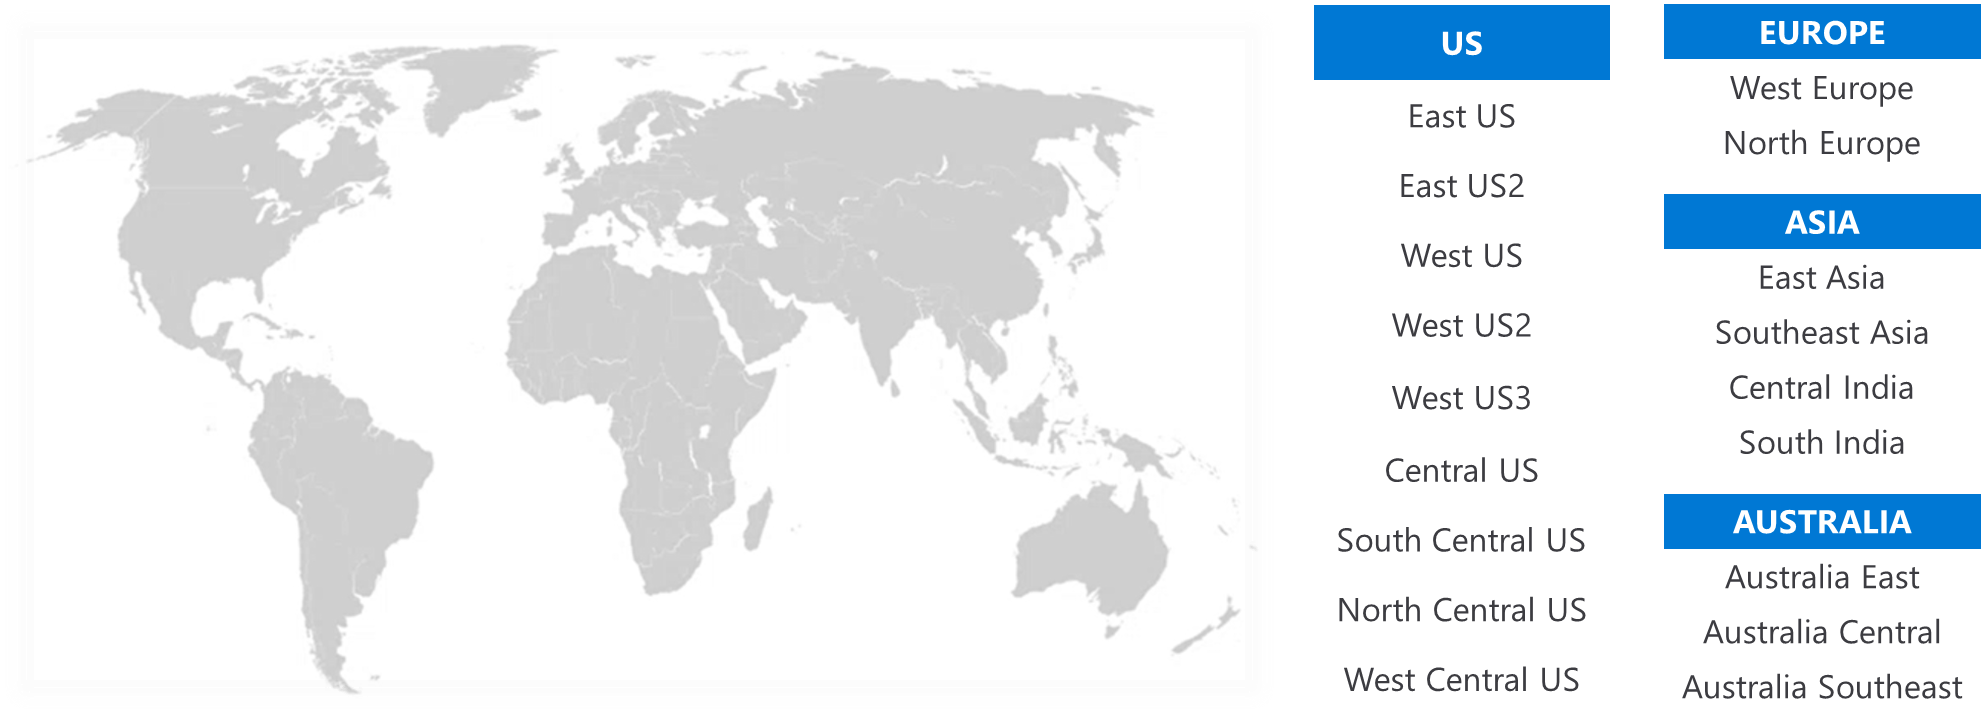 US
East US
East US2
West US
West US2
West US3
Central US
South Central US
North Central US
West Central US
EUROPE
West Europe
North Europe
ASIA
East Asia
Southeast Asia
Central India
South India
AUSTRALIA
Australia East
Australia Central
Australia Southeast